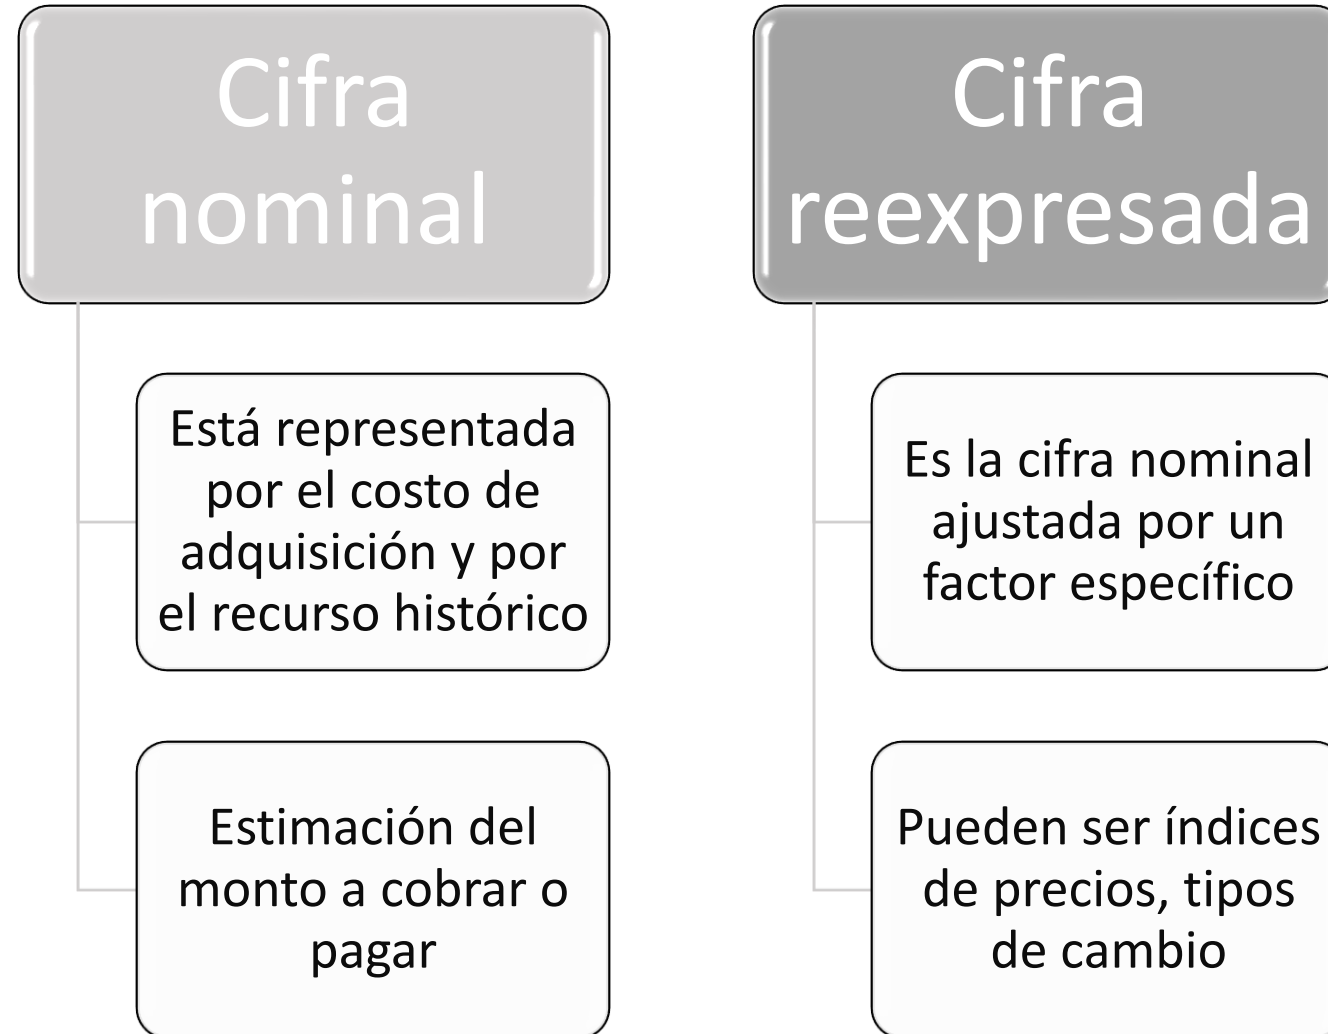 Cifra
nominal
Está representada
por el costo de
adquisición y por
el recurso histórico
Estimación del
monto a cobrar o
pagar
Cifra
reexpresada
Es la cifra nominal
ajustada por un
factor específico
Pueden ser índices
de precios, tipos
de cambio